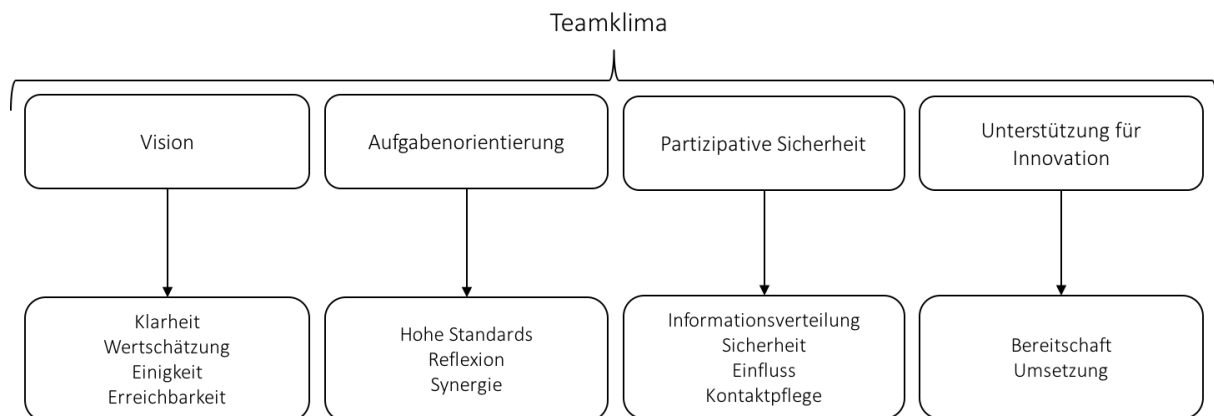 Teamklima
Vision
Aufgabenorientierung
Partizipative Sicherheit
Unterstützung für
Innovation
Klarheit
Wertschätzung
Einigkeit
Erreichbarkeit
Hohe Standards
Reflexion
Synergie
Informationsverteilung
Sicherheit
Einfluss
Kontaktpflege
Bereitschaft
Umsetzung